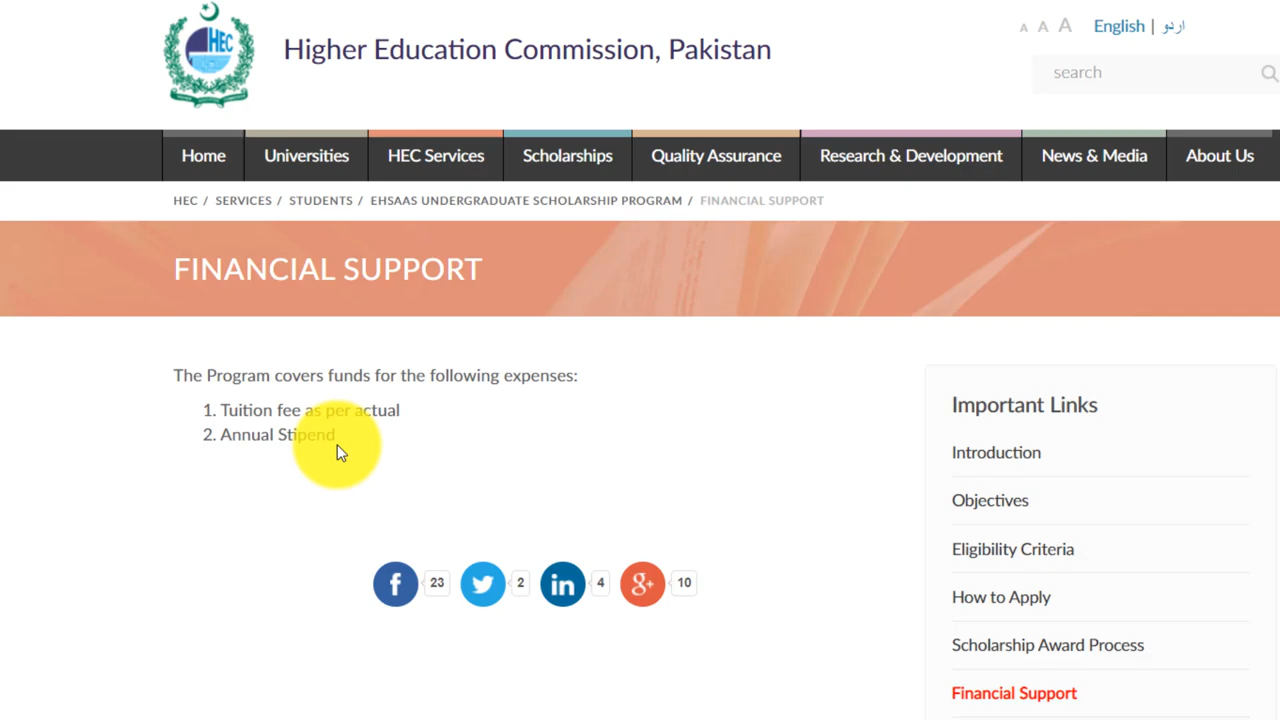 HEC
Higher Education Commission, Pakistan
A A A English | اردو
search
Home Universities HEC Services Scholarships Quality Assurance Research & Development News & Media About Us
HEC / SERVICES / STUDENTS / EHSAAS UNDERGRADUATE SCHOLARSHIP PROGRAM / FINANCIAL SUPPORT
FINANCIAL SUPPORT
The Program covers funds for the following expenses:
1. Tuition fee as per actual
2. Annual Stipend
f 23 2 in 4 g+ 10
Important Links
Introduction
Objectives
Eligibility Criteria
How to Apply
Scholarship Award Process
Financial Support